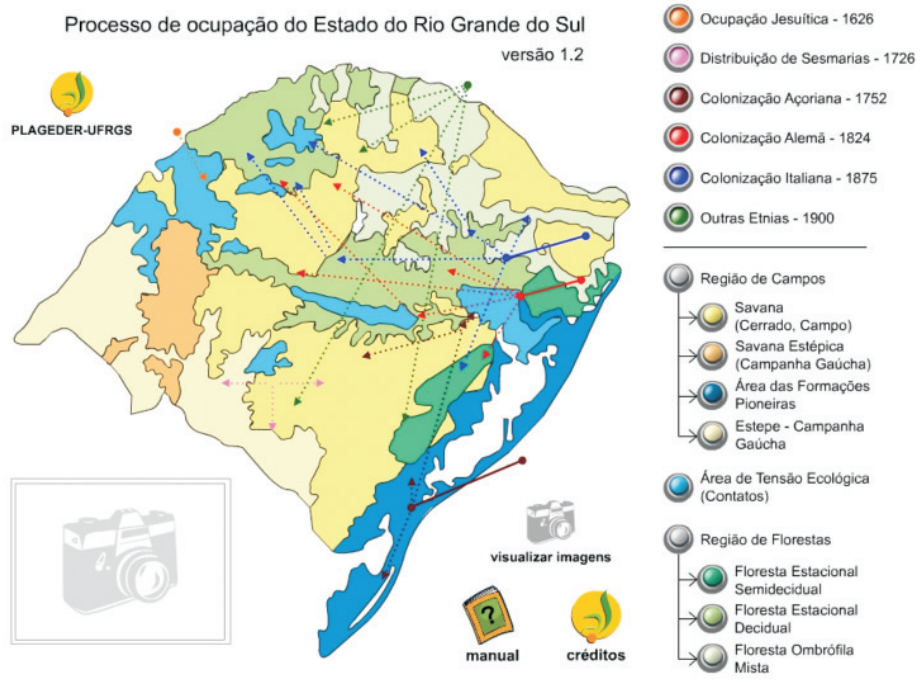 Processo de ocupação do Estado do Rio Grande do Sul
versão 1.2
PLAGEDER-UFRGS
visualizar imagens
?
manual
créditos
Ocupação Jesuítica - 1626
Distribuição de Sesmarias - 1726
Colonização Açoriana - 1752
Colonização Alemã - 1824
Colonização Italiana - 1875
Outras Etnias - 1900
Região de Campos
Savana
(Cerrado, Campo)
Savana Estépica
(Campanha Gaúcha)
Área das Formações
Pioneiras
Estepe - Campanha
Gaúcha
Área de Tensão Ecológica
(Contatos)
Região de Florestas
Floresta Estacional
Semidecidual
Floresta Estacional
Decidual
Floresta Ombrófila
Mista